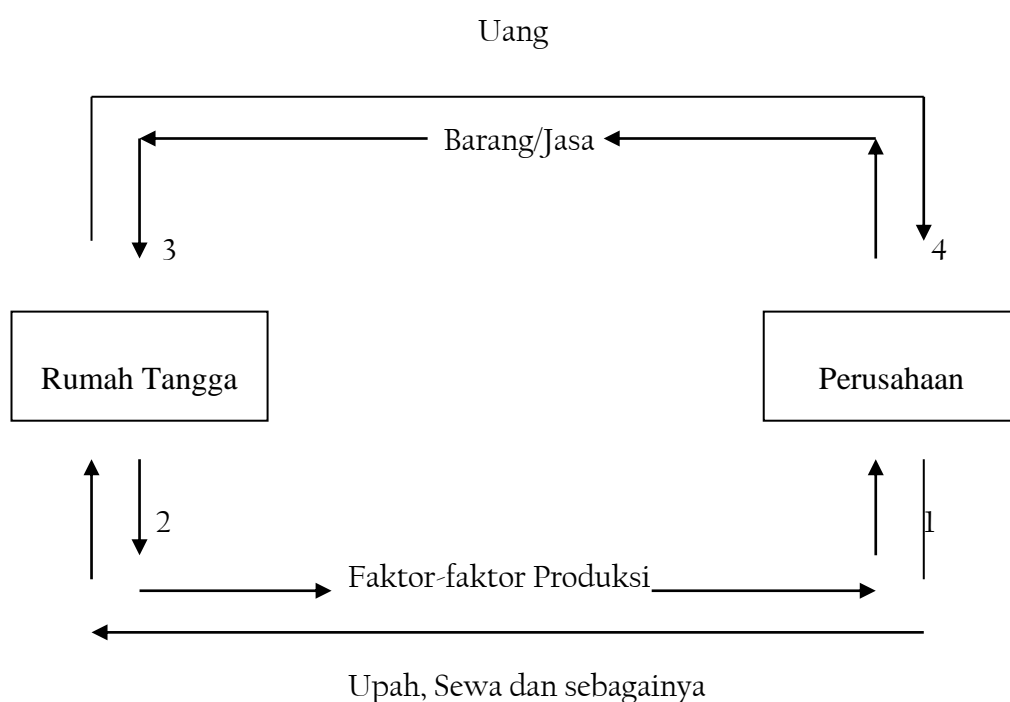 Uang
Barang/Jasa
3
4
Rumah Tangga
Perusahaan
2
1
Faktor-faktor Produksi
Upah, Sewa dan sebagainya